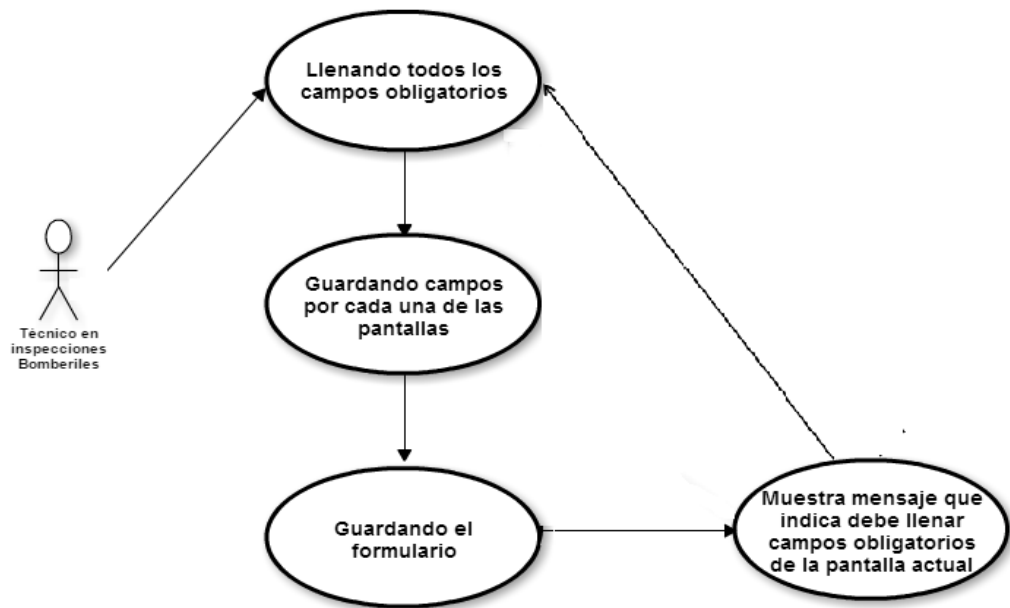 Llenando todos los
campos obligatorios
Guardando campos
por cada una de las
pantallas
Técnico en
inspecciones
Bomberiles
Guardando el
formulario
Muestra mensaje que
indica debe llenar
campos obligatorios
de la pantalla actual